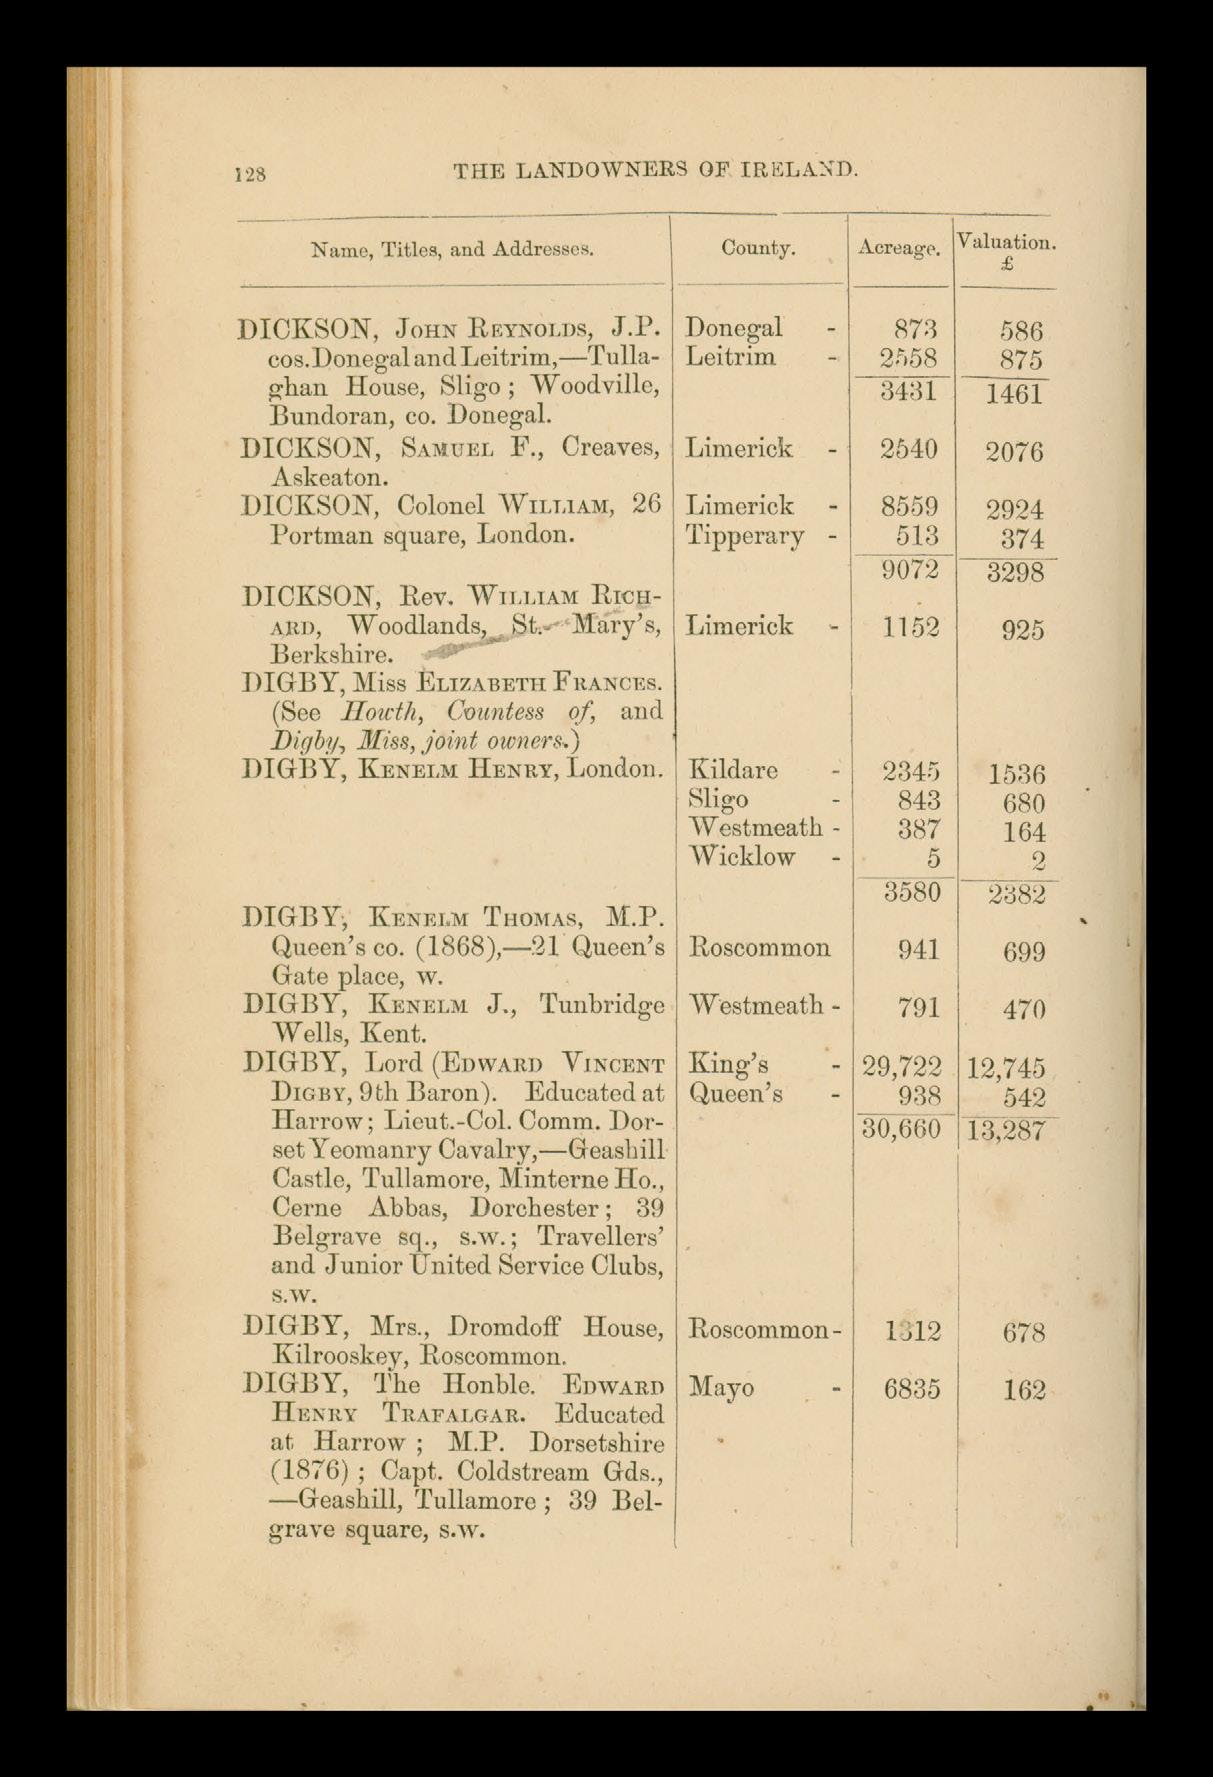 128 THE LANDOWNERS OF IRELAND.
Name, Titles, and Addresses. County. Acreage. Valuation.
£
DICKSON, JOHN REYNOLDS, J.P. Donegal - 873 586
cos. Donegal and Leitrim,—Tulla- Leitrim - 2558 875
ghan House, Sligo; Woodville, 3431 1461
Bundoran, co. Donegal.
DICKSON, SAMUEL F., Creaves, Limerick - 2540 2076
Askeaton.
DICKSON, Colonel WILLIAM, 26 Limerick - 8559 2924
Portman square, London. Tipperary - 513 374
9072 3298
DICKSON, Rev. WILLIAM RICH-
ARD, Woodlands, St. Mary's, Limerick - 1152 925
Berkshire.
DIGBY, Miss ELIZABETH FRANCES.
(See Howth, Countess of, and
Digby, Miss, joint owners.)
DIGBY, KENELM HENRY, London. Kildare - 2345 1536
Sligo - 843 680
Westmeath - 387 164
Wicklow - 5 2
3580 2382
DIGBY, KENELM THOMAS, M.P.
Queen's co. (1868),—21 Queen's Roscommon 941 699
Gate place, w.
DIGBY, KENELM J., Tunbridge Westmeath - 791 470
Wells, Kent.
DIGBY, Lord (EDWARD VINCENT King's - 29,722 12,745
DIGBY, 9th Baron). Educated at Queen's - 938 542
Harrow; Lieut.-Col. Comm. Dor- 30,660 13,287
set Yeomanry Cavalry,—Geashill
Castle, Tullamore, Minterne Ho.,
Cerne Abbas, Dorchester; 39
Belgrave sq., s.w.; Travellers'
and Junior United Service Clubs,
s.w.
DIGBY, Mrs., Dromdoff House, Roscommon - 1312 678
Kilrooskey, Roscommon.
DIGBY, The Honble. EDWARD Mayo - 6835 162
HENRY TRAFALGAR. Educated
at Harrow; M.P. Dorsetshire
(1876); Capt. Coldstream Gds.,
—Geashill, Tullamore; 39 Bel-
grave square, s.w.